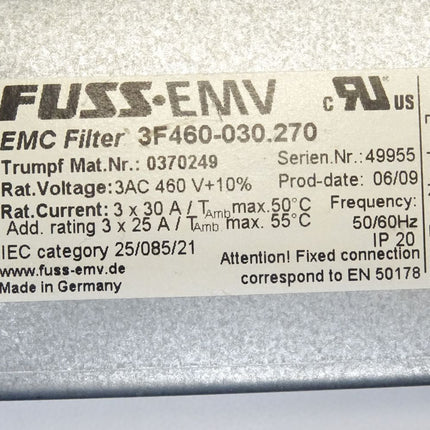 FUSS·EMV
c RU US
EMC Filter 3F460-030.270
Trumpf Mat.Nr.: 0370249 Serien.Nr.: 49955
Rat.Voltage: 3AC 460 V+10% Prod-date: 06/09
Rat.Current: 3 x 30 A / TAmb max. 50°C Frequency:
Add. rating 3 x 25 A / TAmb max. 55°C 50/60Hz
IEC category 25/085/21 IP 20
www.fuss-emv.de Attention! Fixed connection
Made in Germany correspond to EN 50178